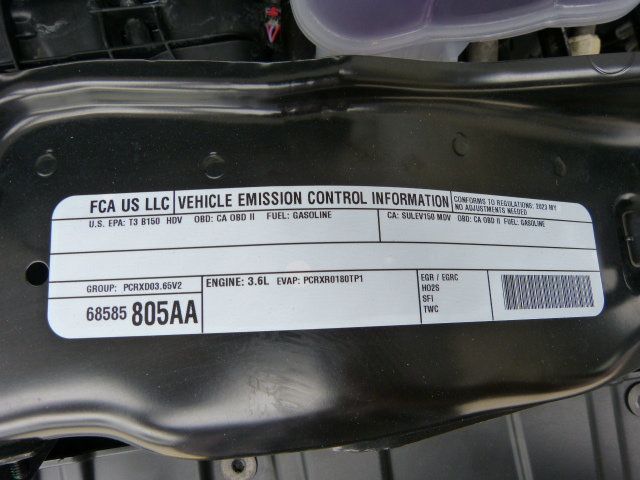 FCA US LLC VEHICLE EMISSION CONTROL INFORMATION CONFORMS TO REGULATIONS: 2023 MY
NO ADJUSTMENTS NEEDED
U.S. EPA: T3 B150 HDV OBD: CA OBD II FUEL: GASOLINE CA: SULEV150 MDV OBD: CA OBD II FUEL: GASOLINE
GROUP: PCRXD03.65V2 ENGINE: 3.6L EVAP: PCRXR0180TP1 EGR / EGRC
HO2S
SFI
TWC
68585 805AA